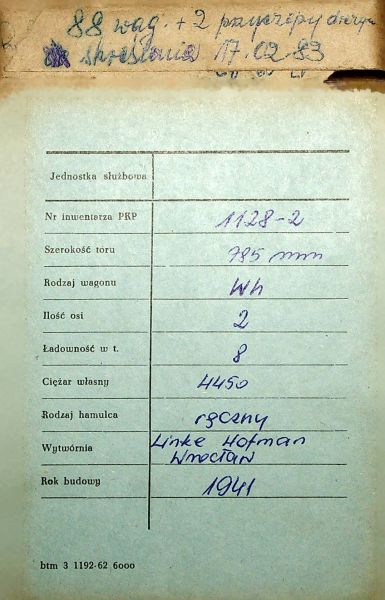 88 wag. + 2 przyczepy
skreślenia 17.02.83
Jednostka służbowa
Nr inwentarza PKP 1128-2
Szerokość toru 785 mm
Rodzaj wagonu Wh
Ilość osi 2
Ładowność w t. 8
Ciężar własny 4450
Rodzaj hamulca ręczny
Wytwórnia Linke Hofman
Wrocław
Rok budowy 1941
btm 3 1192-62 6000